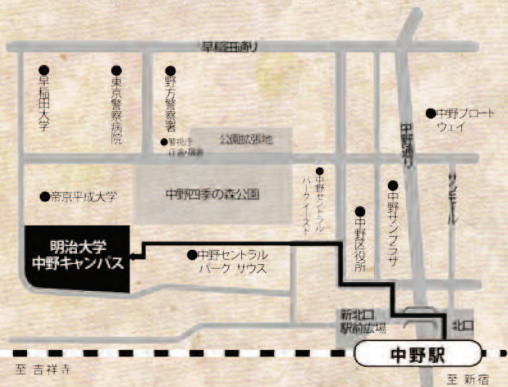 早稲田通り
早稲田大学
東京警察病院
野方警察署
警視庁
公園拡張地
中野四季の森公園
中野通り
中野ブロード
ウェイ
サンモール
帝京平成大学
中野セントラル
パーク イースト
中野区役所
中野サンプラザ
明治大学
中野キャンパス
中野セントラル
パーク サウス
新北口
駅前広場
北口
中野駅
至 吉祥寺
至 新宿